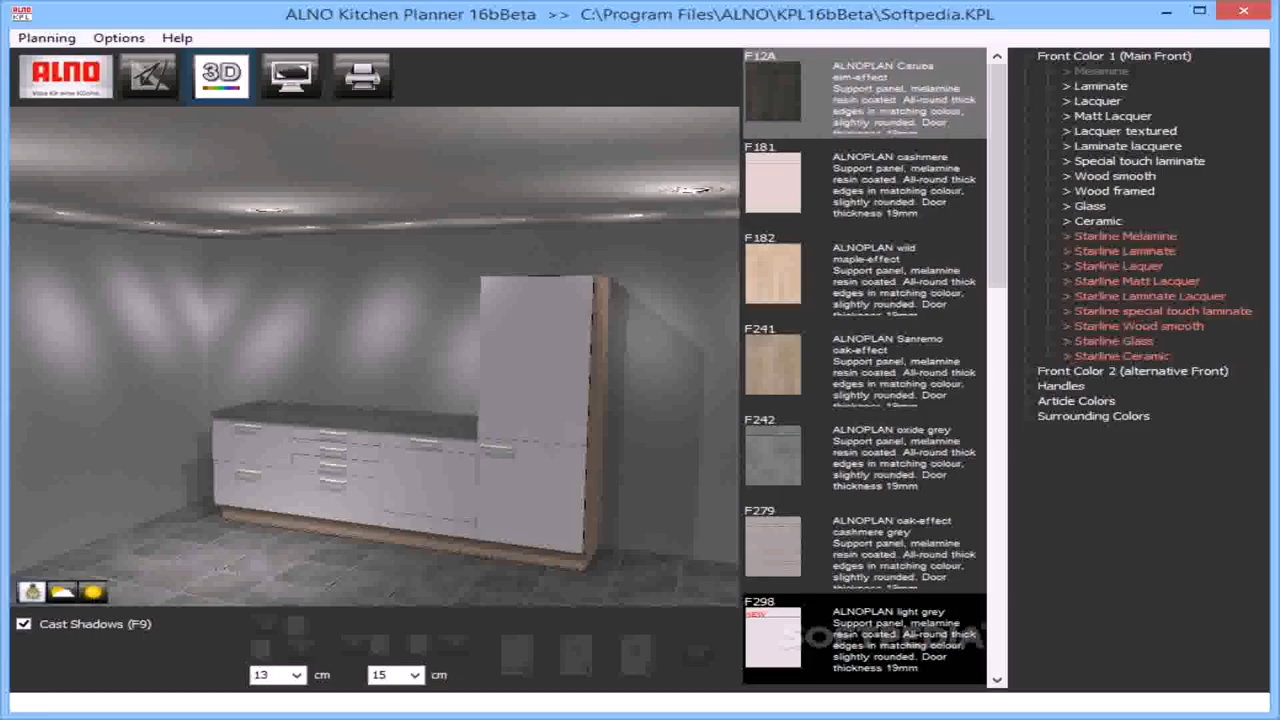 ALNO Kitchen Planner 16bBeta >> C:\Program Files\ALNO\KPL16bBeta\Softpedia.KPL
Planning Options Help
ALNO
3D
F12A
ALNOPLAN Caruba
elm-effect
Support panel, melamine
resin coated. All-round thick
edges in matching colour,
slightly rounded. Door
thickness 19mm
F181
ALNOPLAN cashmere
Support panel, melamine
resin coated. All-round thick
edges in matching colour,
slightly rounded. Door
thickness 19mm
F182
ALNOPLAN wild
maple-effect
Support panel, melamine
resin coated. All-round thick
edges in matching colour,
slightly rounded. Door
thickness 19mm
F241
ALNOPLAN Sanremo
oak-effect
Support panel, melamine
resin coated. All-round thick
edges in matching colour,
slightly rounded. Door
thickness 19mm
F242
ALNOPLAN oxide grey
Support panel, melamine
resin coated. All-round thick
edges in matching colour,
slightly rounded. Door
thickness 19mm
F279
ALNOPLAN oak-effect
cashmere grey
Support panel, melamine
resin coated. All-round thick
edges in matching colour,
slightly rounded. Door
thickness 19mm
F298
NEW
ALNOPLAN light grey
Support panel, melamine
resin coated. All-round thick
edges in matching colour,
slightly rounded. Door
thickness 19mm
SOFTPEDIA
Front Color 1 (Main Front)
> Melamine
> Laminate
> Lacquer
> Matt Lacquer
> Lacquer textured
> Laminate lacquere
> Special touch laminate
> Wood smooth
> Wood framed
> Glass
> Ceramic
> Starline Melamine
> Starline Laminate
> Starline Laquer
> Starline Matt Lacquer
> Starline Laminate Lacquer
> Starline special touch laminate
> Starline Wood smooth
> Starline Glass
> Starline Ceramic
Front Color 2 (alternative Front)
Handles
Article Colors
Surrounding Colors
Cast Shadows (F9)
13 cm 15 cm